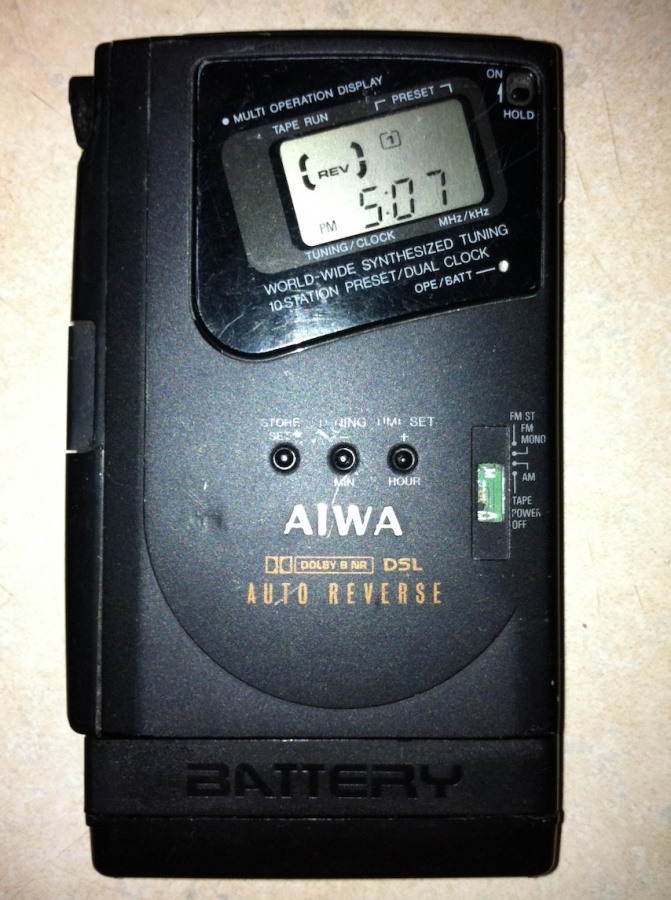 ON
HOLD
MULTI OPERATION DISPLAY
PRESET
TAPE RUN
1
REV
PM 5:07
MHz/kHz
TUNING/CLOCK
WORLD-WIDE SYNTHESIZED TUNING
10-STATION PRESET/DUAL CLOCK
OPE/BATT
STORE SET
SET
- +
MIN HOUR
FM ST
FM
MONO
AM
TAPE
POWER
OFF
AIWA
DOLBY B NR DSL
AUTO REVERSE
BATTERY